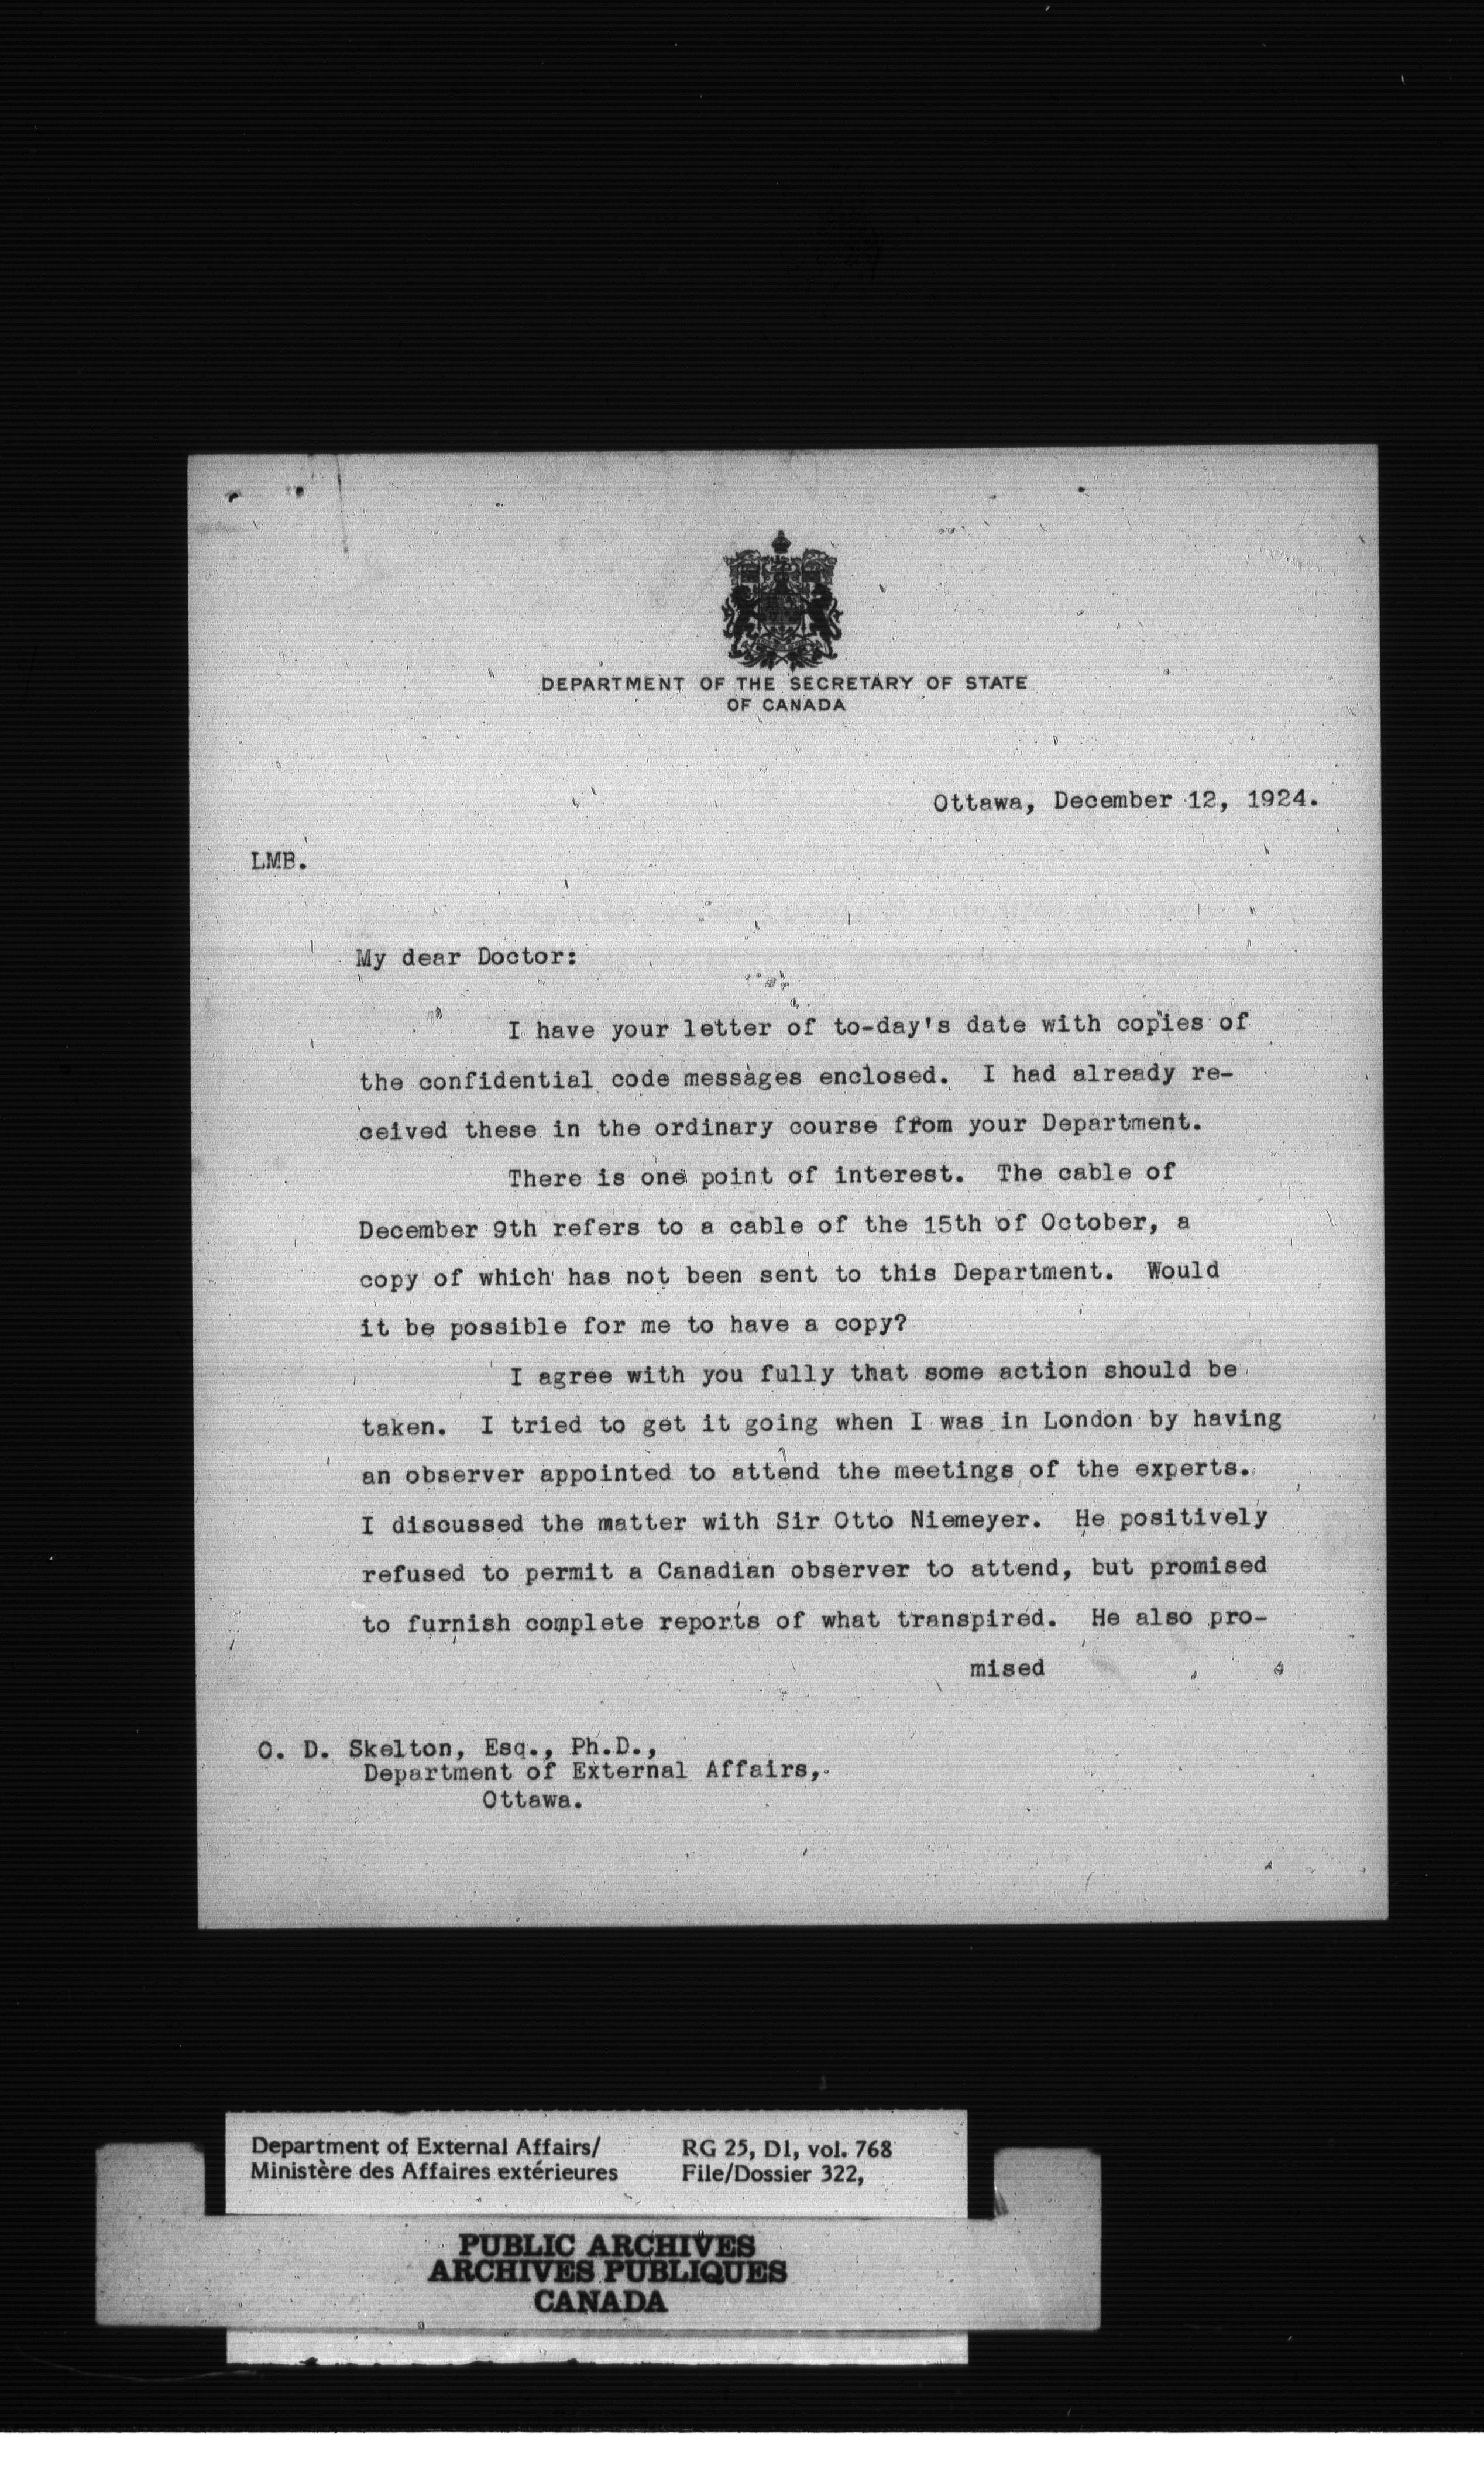 DEPARTMENT OF THE SECRETARY OF STATE
OF CANADA
Ottawa, December 12, 1924.
LMB.
My dear Doctor:
I have your letter of to-day's date with copies of
the confidential code messages enclosed. I had already re-
ceived these in the ordinary course from your Department.
There is one point of interest. The cable of
December 9th refers to a cable of the 15th of October, a
copy of which has not been sent to this Department. Would
it be possible for me to have a copy?
I agree with you fully that some action should be
taken. I tried to get it going when I was in London by having
an observer appointed to attend the meetings of the experts.
I discussed the matter with Sir Otto Niemeyer. He positively
refused to permit a Canadian observer to attend, but promised
to furnish complete reports of what transpired. He also pro-
mised
O. D. Skelton, Esq., Ph.D.,
Department of External Affairs,
Ottawa.
Department of External Affairs/ RG 25, D1, vol. 768
Ministère des Affaires extérieures File/Dossier 322,
PUBLIC ARCHIVES
ARCHIVES PUBLIQUES
CANADA